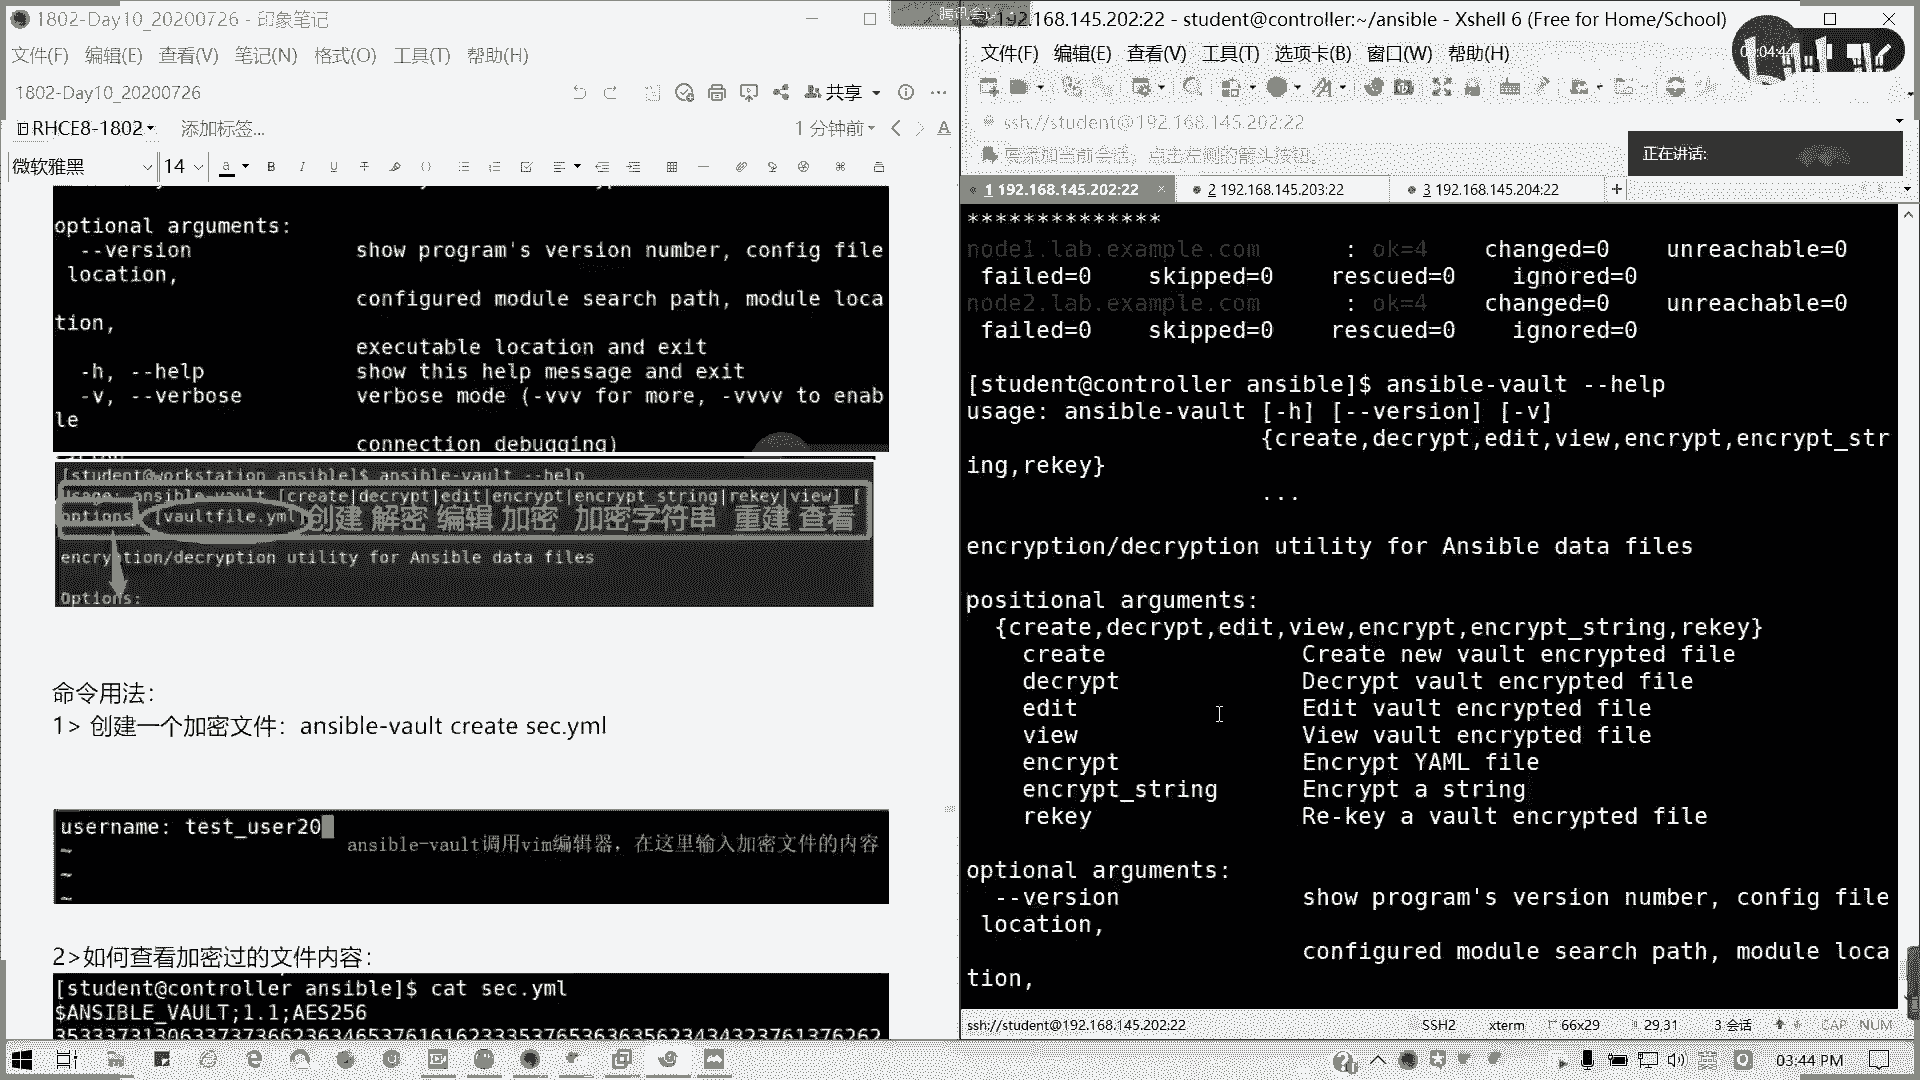 1802-Day10_20200726 - 印象笔记
文件(F) 编辑(E) 查看(V) 笔记(N) 格式(O) 工具(T) 帮助(H)
1802-Day10_20200726
共享
RHCE8-1802
添加标签...
1 分钟前
微软雅黑
14
optional arguments:
--version show program's version number, config file
location,
configured module search path, module loca
tion,
executable location and exit
-h, --help show this help message and exit
-v, --verbose verbose mode (-vvv for more, -vvvv to enab
le
connection debugging)
[student@workstation ansible]$ ansible-vault --help
Usage: ansible-vault [create|decrypt|edit|encrypt|encrypt_string|rekey|view] [
options] [vaultfile.yml] 创建 解密 编辑 加密 加密字符串 重建 查看
encryption/decryption utility for Ansible data files
Options:
命令用法：
1> 创建一个加密文件：ansible-vault create sec.yml
username: test_user20
ansible-vault调用vim编辑器，在这里输入加密文件的内容
~
~
~
2>如何查看加密过的文件内容：
[student@controller ansible]$ cat sec.yml
$ANSIBLE_VAULT;1.1;AES256
192.168.145.202:22 - student@controller:~/ansible - Xshell 6 (Free for Home/School)
文件(F) 编辑(E) 查看(V) 工具(T) 选项卡(B) 窗口(W) 帮助(H)
ssh://student@192.168.145.202:22
要添加当前会话，点击左侧的箭头按钮。
正在讲话:
1 192.168.145.202:22
2 192.168.145.203:22
3 192.168.145.204:22
**************
node1.lab.example.com : ok=4 changed=0 unreachable=0
failed=0 skipped=0 rescued=0 ignored=0
node2.lab.example.com : ok=4 changed=0 unreachable=0
failed=0 skipped=0 rescued=0 ignored=0
[student@controller ansible]$ ansible-vault --help
usage: ansible-vault [-h] [--version] [-v]
{create,decrypt,edit,view,encrypt,encrypt_str
ing,rekey}
...
encryption/decryption utility for Ansible data files
positional arguments:
{create,decrypt,edit,view,encrypt,encrypt_string,rekey}
create Create new vault encrypted file
decrypt Decrypt vault encrypted file
edit Edit vault encrypted file
view View vault encrypted file
encrypt Encrypt YAML file
encrypt_string Encrypt a string
rekey Re-key a vault encrypted file
optional arguments:
--version show program's version number, config file
location,
configured module search path, module loca
tion,
ssh://student@192.168.145.202:22
SSH2 xterm 66x29 29,31 3 会话 CAP NUM
英
03:44 PM